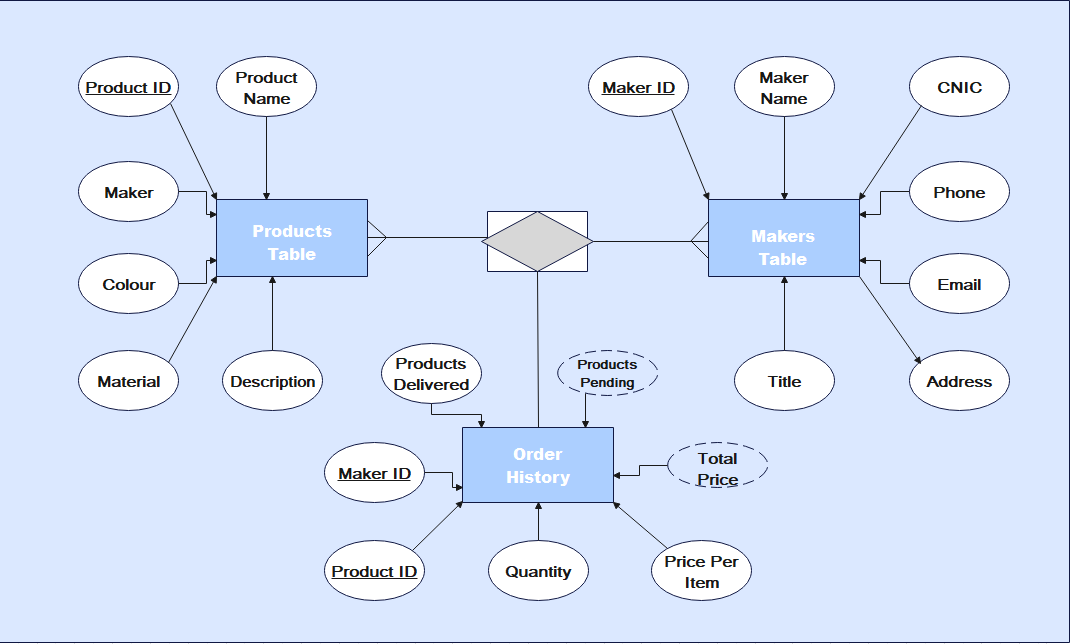 Product ID
Product
Name
Maker ID
Maker
Name
CNIC
Maker
Phone
Products
Table
Makers
Table
Colour
Email
Material
Description
Products
Delivered
Products
Pending
Title
Address
Order
History
Total
Price
Maker ID
Product ID
Quantity
Price Per
Item